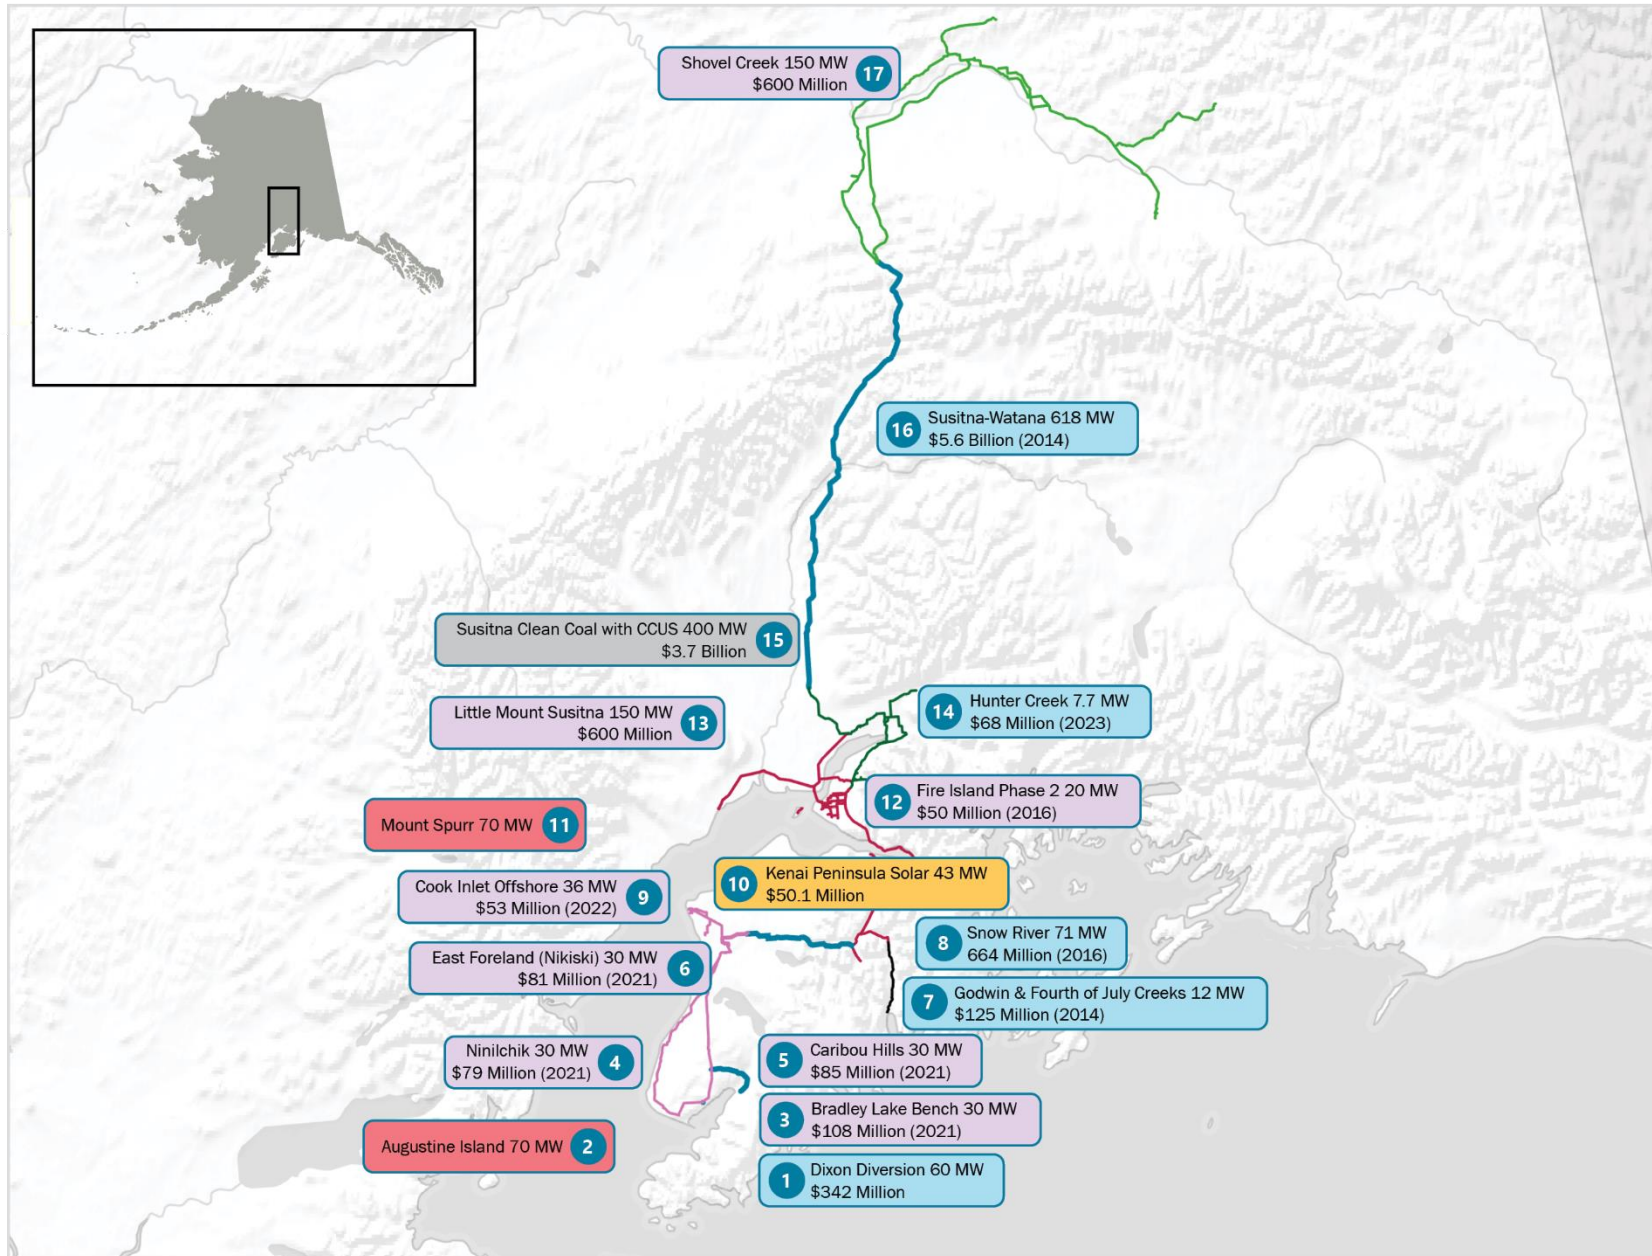 Shovel Creek 150 MW
$600 Million
17
16
Susitna-Watana 618 MW
$5.6 Billion (2014)
Susitna Clean Coal with CCUS 400 MW
$3.7 Billion
15
Little Mount Susitna 150 MW
$600 Million
13
14
Hunter Creek 7.7 MW
$68 Million (2023)
12
Fire Island Phase 2 20 MW
$50 Million (2016)
Mount Spurr 70 MW
11
10
Kenai Peninsula Solar 43 MW
$50.1 Million
Cook Inlet Offshore 36 MW
$53 Million (2022)
9
8
Snow River 71 MW
664 Million (2016)
East Foreland (Nikiski) 30 MW
$81 Million (2021)
6
7
Godwin & Fourth of July Creeks 12 MW
$125 Million (2014)
Ninilchik 30 MW
$79 Million (2021)
4
5
Caribou Hills 30 MW
$85 Million (2021)
3
Bradley Lake Bench 30 MW
$108 Million (2021)
Augustine Island 70 MW
2
1
Dixon Diversion 60 MW
$342 Million